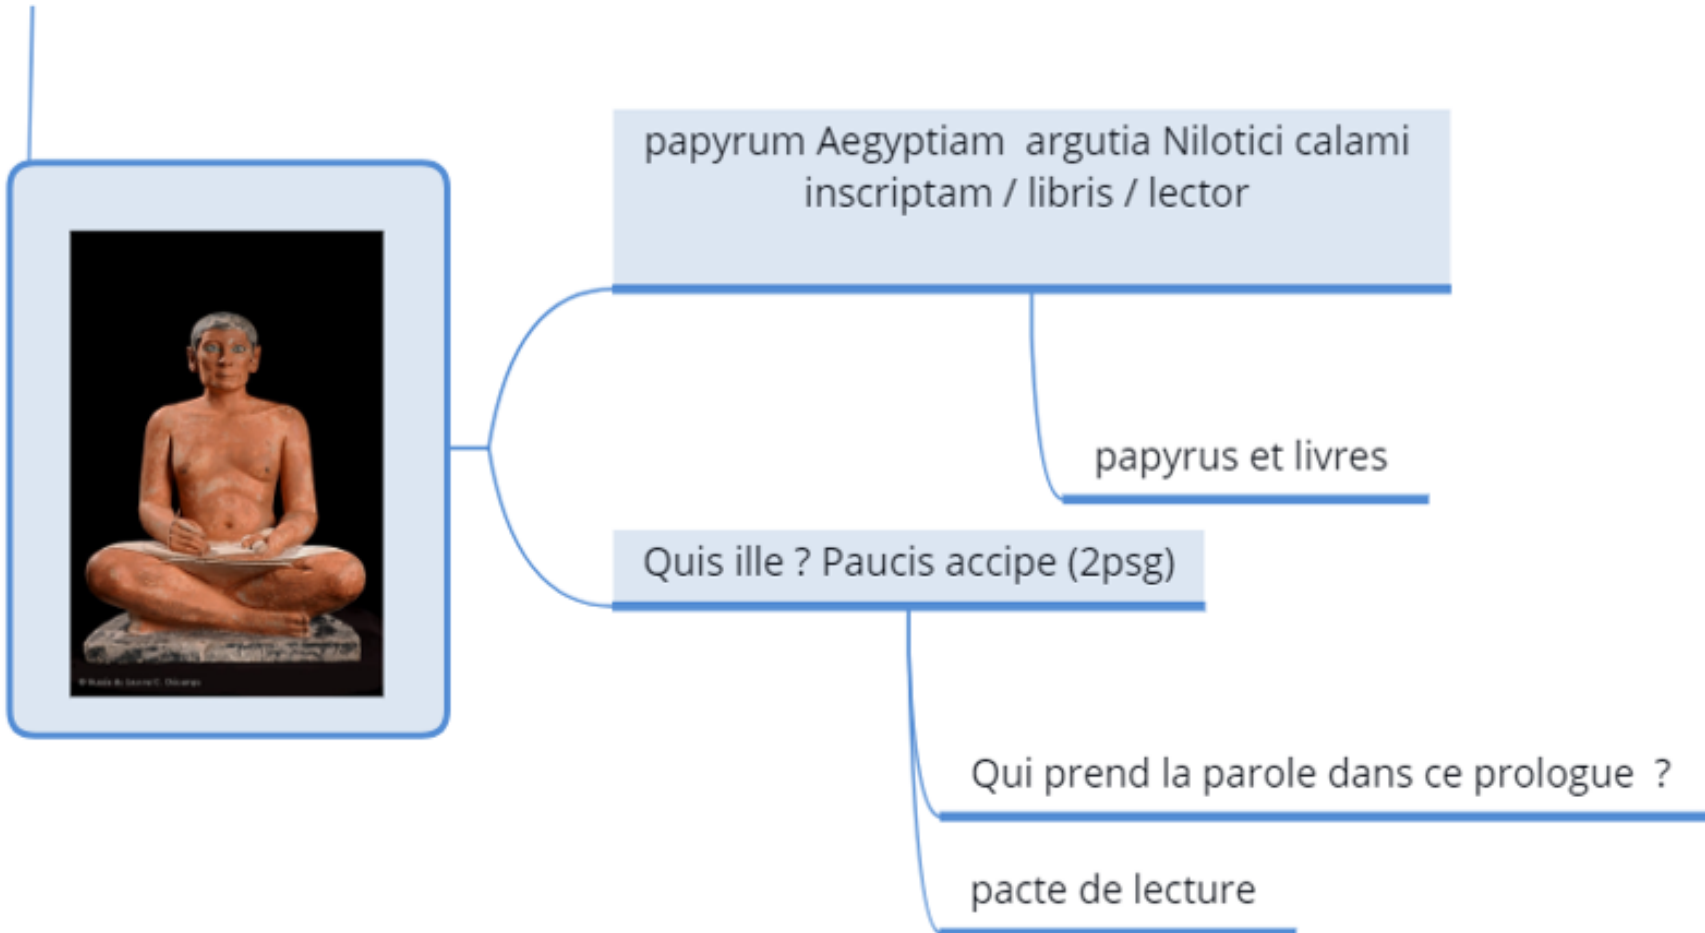 papyrum Aegyptiam argutia Nilotici calami
inscriptam / libris / lector
papyrus et livres
Quis ille ? Paucis accipe (2psg)
Qui prend la parole dans ce prologue ?
pacte de lecture